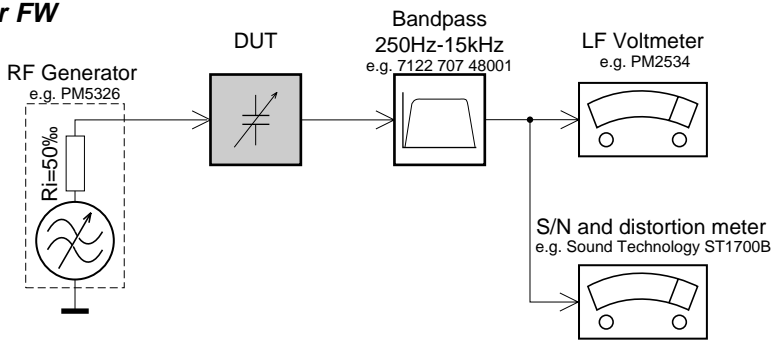 r FW
RF Generator
e.g. PM5326
Ri=50‰
DUT
Bandpass
250Hz-15kHz
e.g. 7122 707 48001
LF Voltmeter
e.g. PM2534
S/N and distortion meter
e.g. Sound Technology ST1700B